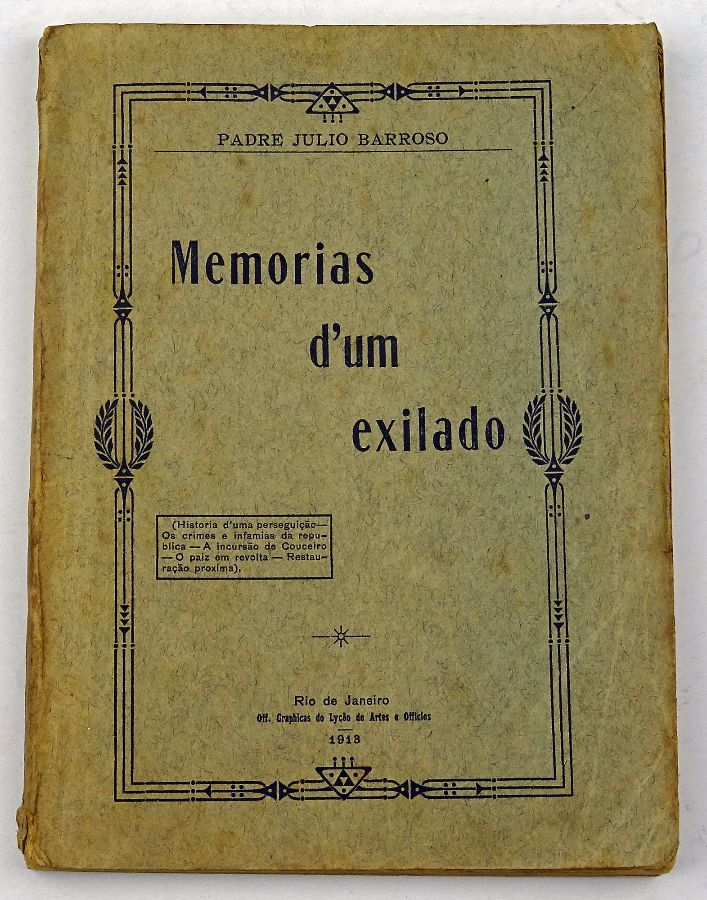 PADRE JULIO BARROSO
Memorias
d'um
exilado
(Historia d'uma perseguição—
Os crimes e infamias da repu-
blica — A incursão de Couceiro
— O paiz em revolta — Restau-
ração proxima).
Rio de Janeiro
Off. Graphicas do Lycêo de Artes e Officios
1913